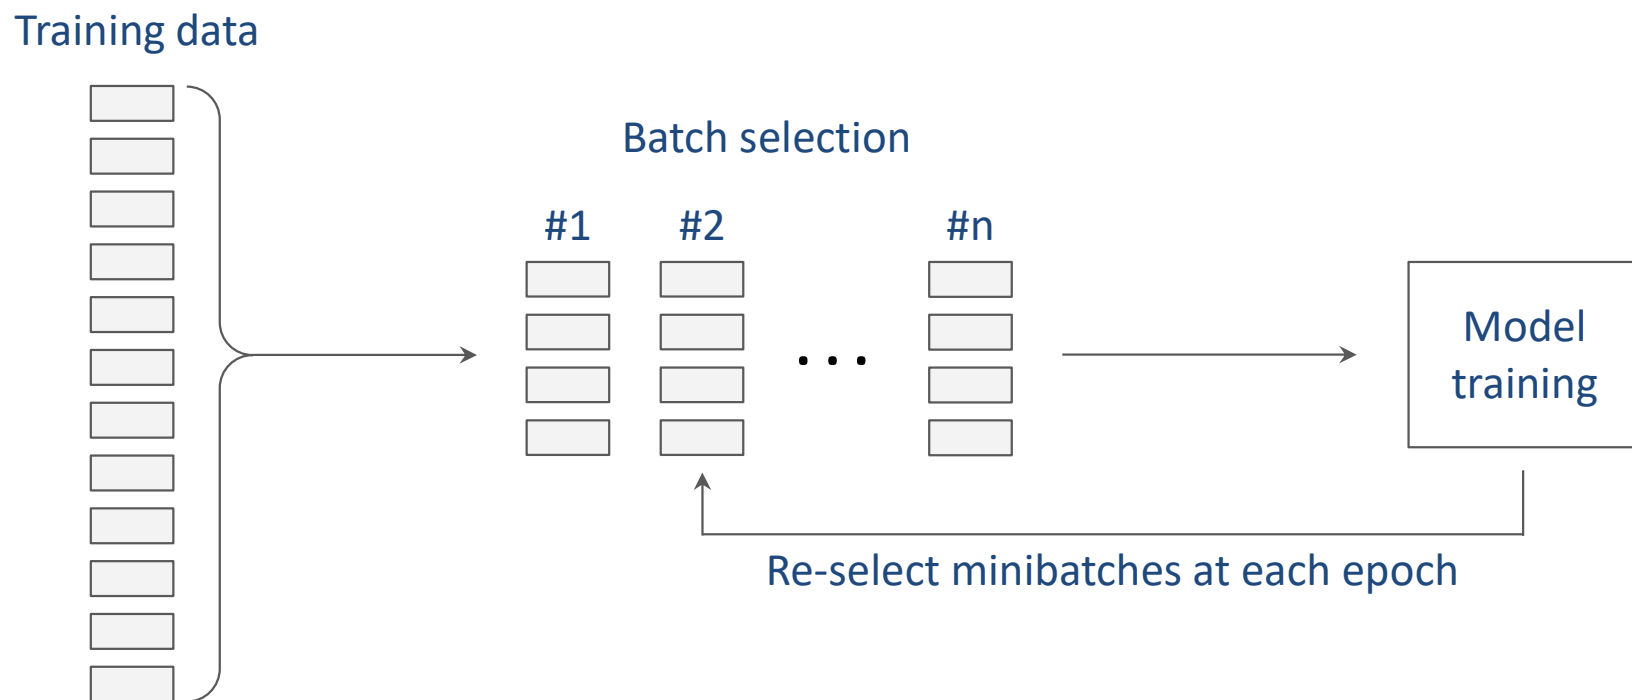 Training data
Batch selection
#1 #2 . . . #n
Model
training
Re-select minibatches at each epoch